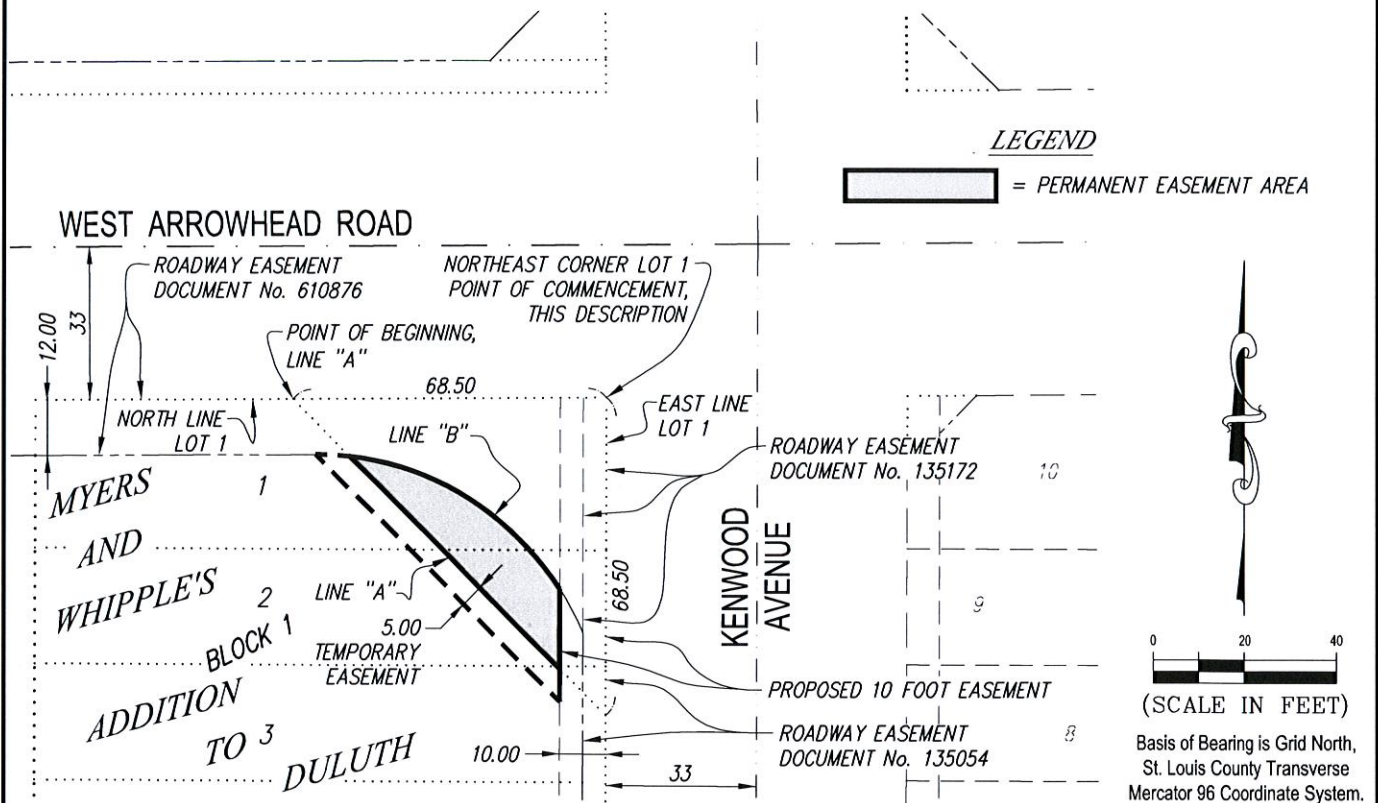 LEGEND
= PERMANENT EASEMENT AREA
WEST ARROWHEAD ROAD
ROADWAY EASEMENT
DOCUMENT No. 610876
NORTHEAST CORNER LOT 1
POINT OF COMMENCEMENT,
THIS DESCRIPTION
12.00
33
POINT OF BEGINNING,
LINE "A"
68.50
NORTH LINE
LOT 1
LINE "B"
EAST LINE
LOT 1
ROADWAY EASEMENT
DOCUMENT No. 135172
10
MYERS
1
AND
WHIPPLE'S
2
BLOCK 1
LINE "A"
5.00
TEMPORARY
EASEMENT
68.50
KENWOOD
AVENUE
9
PROPOSED 10 FOOT EASEMENT
ADDITION
TO 3
DULUTH
10.00
33
ROADWAY EASEMENT
DOCUMENT No. 135054
8
0 20 40
(SCALE IN FEET)
Basis of Bearing is Grid North,
St. Louis County Transverse
Mercator 96 Coordinate System.